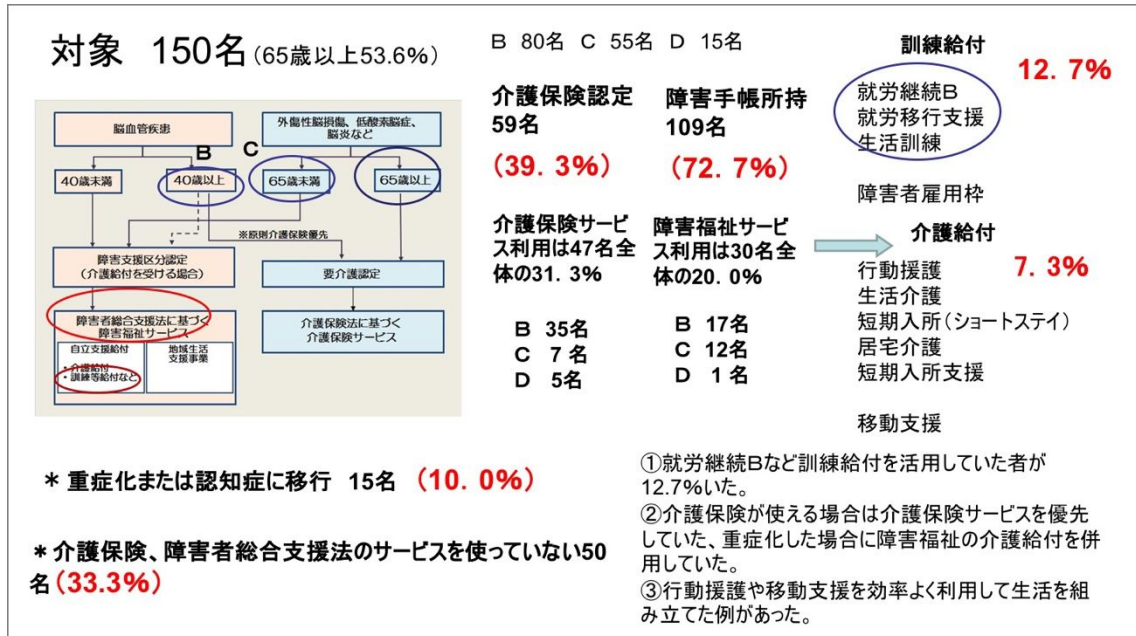 対象 150名(65歳以上53.6%)
脳血管疾患
外傷性脳損傷、低酸素脳症、
脳炎など
B
C
40歳未満
40歳以上
65歳未満
65歳以上
※原則介護保険優先
障害支援区分認定
(介護給付を受ける場合)
要介護認定
障害者総合支援法に基づく
障害福祉サービス
自立支援給付
・介護給付
・訓練等給付など
地域生活
支援事業
介護保険法に基づく
介護保険サービス
B 80名 C 55名 D 15名
介護保険認定
59名
(39.3%)
障害手帳所持
109名
(72.7%)
介護保険サービ
ス利用は47名全
体の31.3%
B 35名
C 7名
D 5名
障害福祉サービ
ス利用は30名全
体の20.0%
B 17名
C 12名
D 1名
訓練給付
12.7%
就労継続B
就労移行支援
生活訓練
障害者雇用枠
介護給付
7.3%
行動援護
生活介護
短期入所(ショートステイ)
居宅介護
短期入所支援
移動支援
*重症化または認知症に移行 15名 (10.0%)
*介護保険、障害者総合支援法のサービスを使っていない50
名(33.3%)
①就労継続Bなど訓練給付を活用していた者が
12.7%いた。
②介護保険が使える場合は介護保険サービスを優先
していた、重症化した場合に障害福祉の介護給付を併
用していた。
③行動援護や移動支援を効率よく利用して生活を組
み立てた例があった。